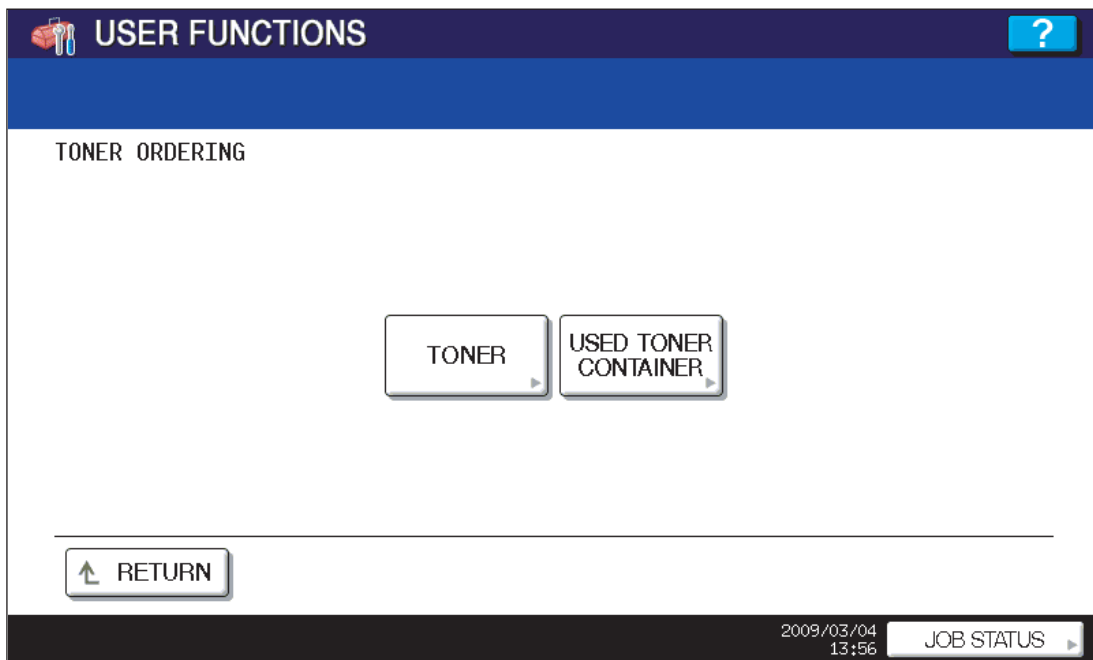 USER FUNCTIONS
?
TONER ORDERING
TONER
USED TONER
CONTAINER
RETURN
2009/03/04
13:56
JOB STATUS